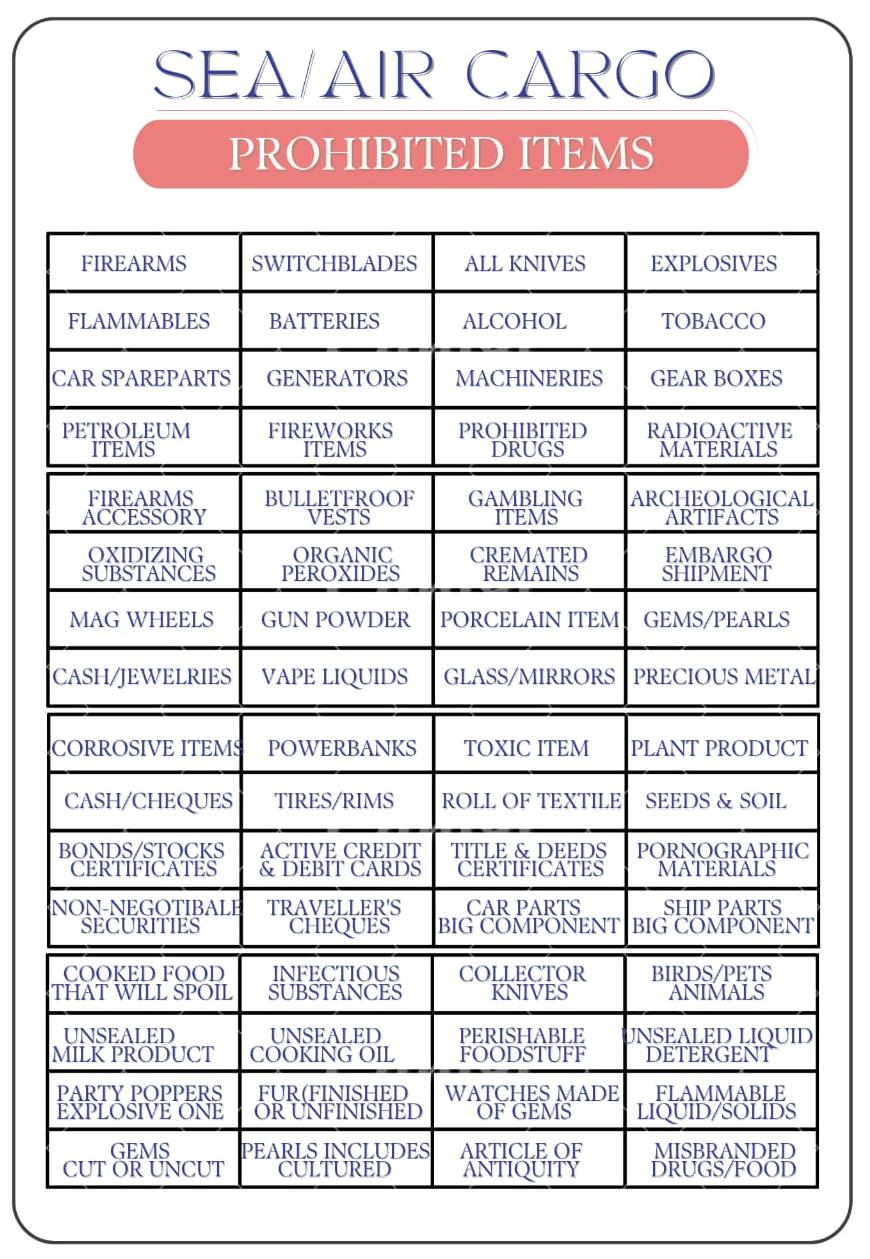 SEA/AIR CARGO
PROHIBITED ITEMS
FIREARMS
SWITCHBLADES
ALL KNIVES
EXPLOSIVES
FLAMMABLES
BATTERIES
ALCOHOL
TOBACCO
CAR SPAREPARTS
GENERATORS
MACHINERIES
GEAR BOXES
PETROLEUM
ITEMS
FIREWORKS
ITEMS
PROHIBITED
DRUGS
RADIOACTIVE
MATERIALS
FIREARMS
ACCESSORY
BULLETFROOF
VESTS
GAMBLING
ITEMS
ARCHEOLOGICAL
ARTIFACTS
OXIDIZING
SUBSTANCES
ORGANIC
PEROXIDES
CREMATED
REMAINS
EMBARGO
SHIPMENT
MAG WHEELS
GUN POWDER
PORCELAIN ITEM
GEMS/PEARLS
CASH/JEWELRIES
VAPE LIQUIDS
GLASS/MIRRORS
PRECIOUS METAL
CORROSIVE ITEMS
POWERBANKS
TOXIC ITEM
PLANT PRODUCT
CASH/CHEQUES
TIRES/RIMS
ROLL OF TEXTILE
SEEDS & SOIL
BONDS/STOCKS
CERTIFICATES
ACTIVE CREDIT
& DEBIT CARDS
TITLE & DEEDS
CERTIFICATES
PORNOGRAPHIC
MATERIALS
NON-NEGOTIBALE
SECURITIES
TRAVELLER'S
CHEQUES
CAR PARTS
BIG COMPONENT
SHIP PARTS
BIG COMPONENT
COOKED FOOD
THAT WILL SPOIL
INFECTIOUS
SUBSTANCES
COLLECTOR
KNIVES
BIRDS/PETS
ANIMALS
UNSEALED
MILK PRODUCT
UNSEALED
COOKING OIL
PERISHABLE
FOODSTUFF
UNSEALED LIQUID
DETERGENT
PARTY POPPERS
EXPLOSIVE ONE
FUR(FINISHED
OR UNFINISHED
WATCHES MADE
OF GEMS
FLAMMABLE
LIQUID/SOLIDS
GEMS
CUT OR UNCUT
PEARLS INCLUDES
CULTURED
ARTICLE OF
ANTIQUITY
MISBRANDED
DRUGS/FOOD